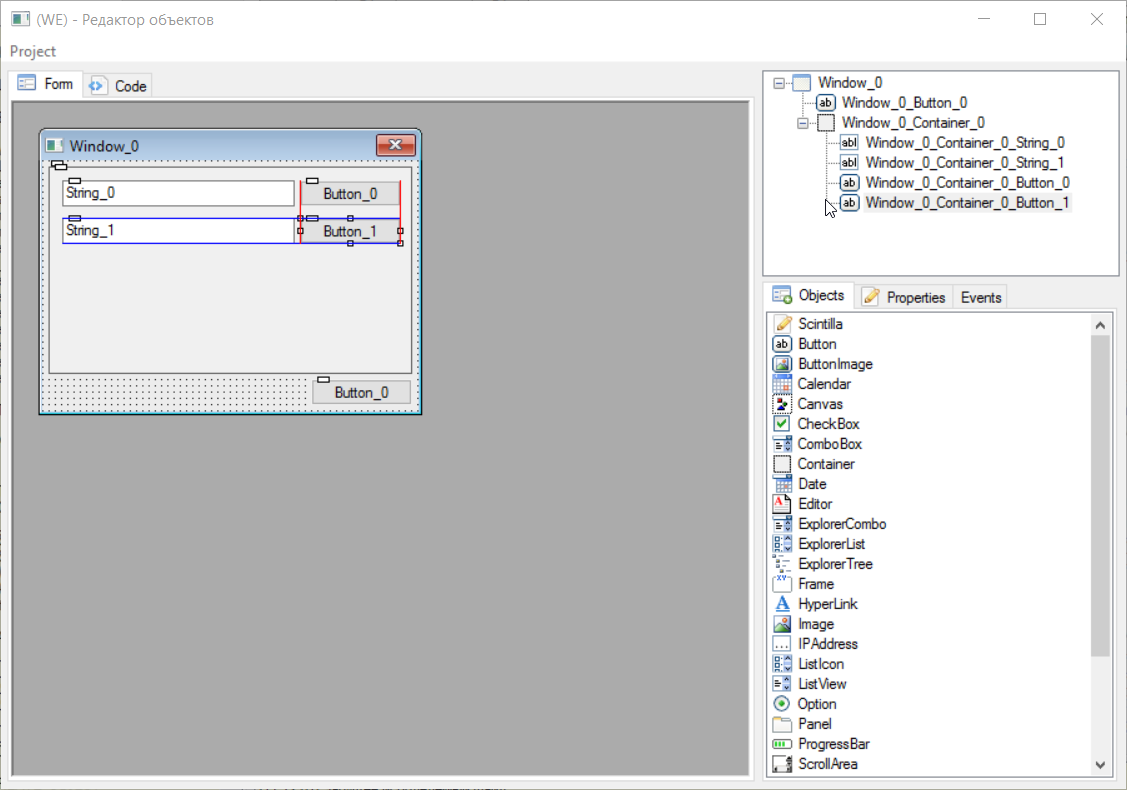 (WE) - Редактор объектов
Project
Form
Code
Window_0
String_0
Button_0
String_1
Button_1
Button_0
Window_0
Window_0_Button_0
Window_0_Container_0
Window_0_Container_0_String_0
Window_0_Container_0_String_1
Window_0_Container_0_Button_0
Window_0_Container_0_Button_1
Objects
Properties
Events
Scintilla
Button
ButtonImage
Calendar
Canvas
CheckBox
ComboBox
Container
Date
Editor
ExplorerCombo
ExplorerList
ExplorerTree
Frame
HyperLink
Image
IPAddress
ListIcon
ListView
Option
Panel
ProgressBar
ScrollArea